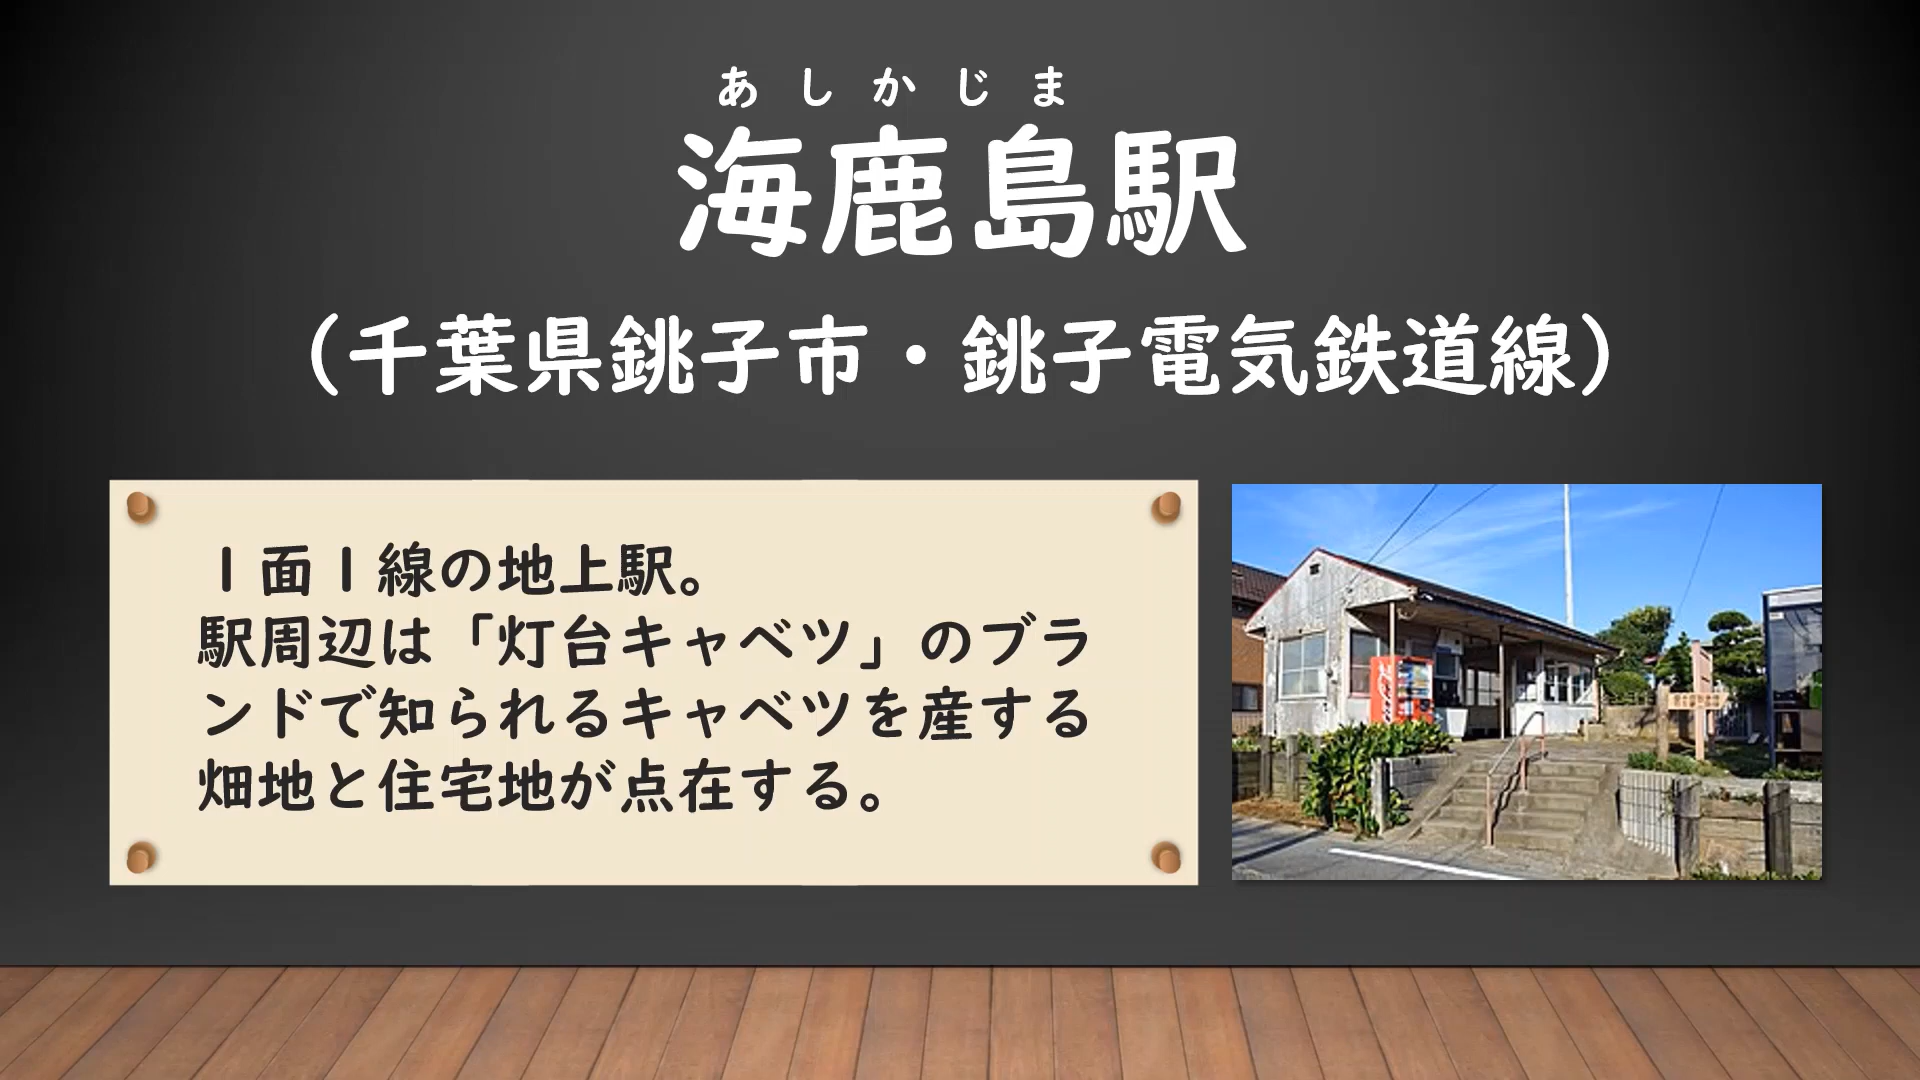 あしかじま
海鹿島駅
（千葉県銚子市・銚子電気鉄道線）
１面１線の地上駅。
駅周辺は「灯台キャベツ」のブラ
ンドで知られるキャベツを産する
畑地と住宅地が点在する。